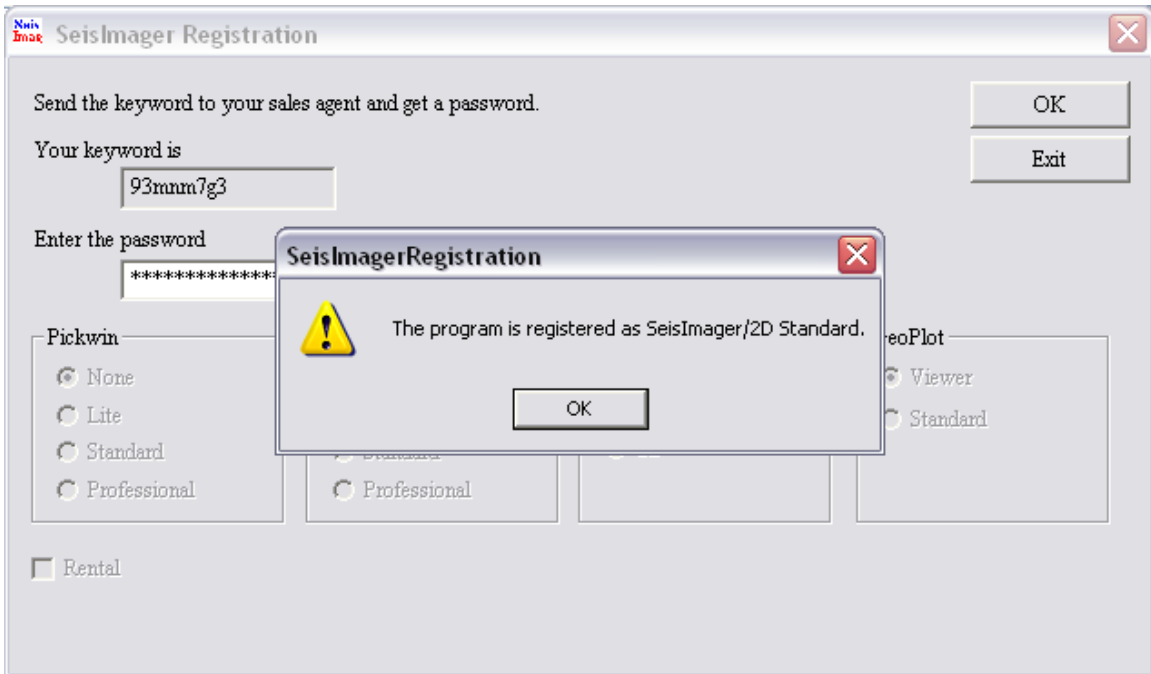 SeisImager Registration
Send the keyword to your sales agent and get a password.
OK
Your keyword is
Exit
93mnm7g3
Enter the password
**************
SeisImagerRegistration
The program is registered as SeisImager/2D Standard.
OK
Pickwin
None
Lite
Standard
Professional
Professional
eoPlot
Viewer
Standard
Rental